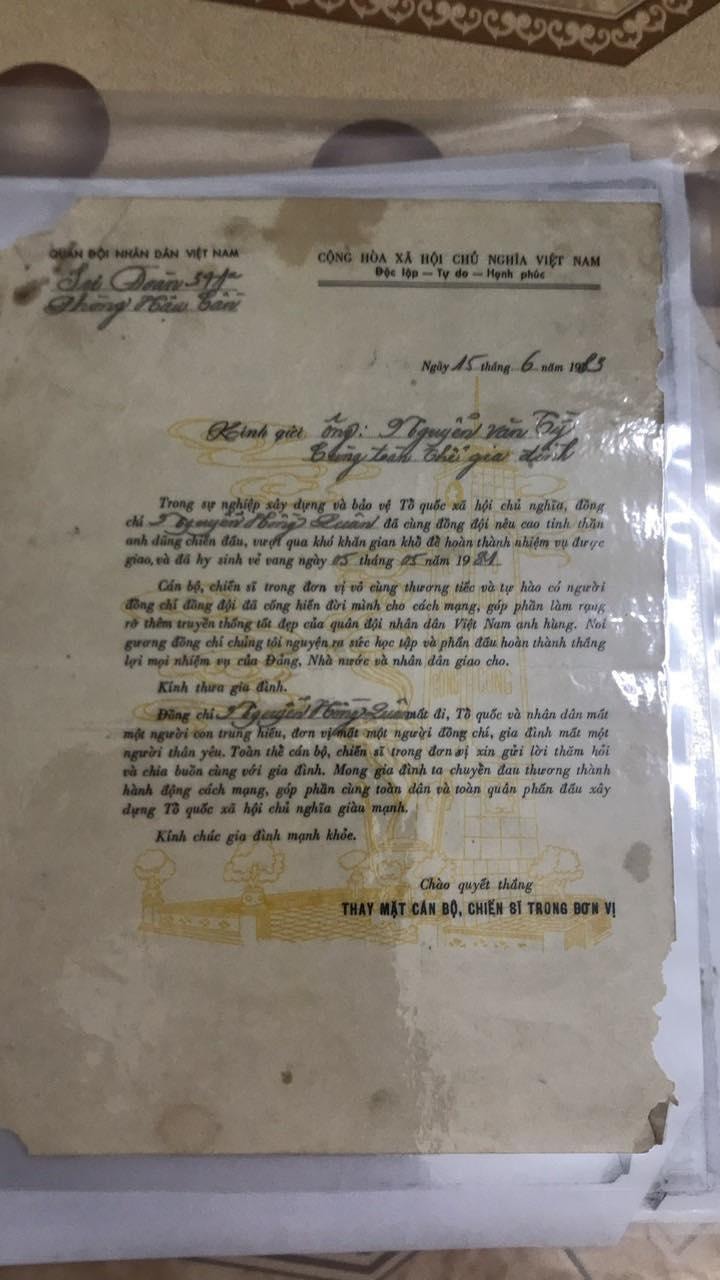 QUÂN ĐỘI NHÂN DÂN VIỆT NAM
Sư Đoàn
Phòng Hậu Cần
CỘNG HÒA XÃ HỘI CHỦ NGHĨA VIỆT NAM
Độc lập — Tự do — Hạnh phúc
Ngày 15 tháng 6 năm 1983
Kính gửi ông: Nguyễn Văn
Cùng toàn thể gia đình
Trong sự nghiệp xây dựng và bảo vệ Tổ quốc xã hội chủ nghĩa, đồng
chí Nguyễn Hồng Quân đã cùng đồng đội nêu cao tinh thần
anh dũng chiến đấu, vượt qua khó khăn gian khổ để hoàn thành nhiệm vụ được
giao, và đã hy sinh vẻ vang ngày 05 tháng 05 năm 1981
Cán bộ, chiến sĩ trong đơn vị vô cùng thương tiếc và tự hào có người
đồng chí đồng đội đã cống hiến đời mình cho cách mạng, góp phần làm rạng
rỡ thêm truyền thống tốt đẹp của quân đội nhân dân Việt Nam anh hùng. Noi
gương đồng chí chúng tôi nguyện ra sức học tập và phấn đấu hoàn thành thắng
lợi mọi nhiệm vụ của Đảng, Nhà nước và nhân dân giao cho.
Kính thưa gia đình.
Đồng chí Nguyễn Hồng Quân mất đi, Tổ quốc và nhân dân mất
một người con trung hiếu, đơn vị mất một người đồng chí, gia đình mất một
người thân yêu. Toàn thể cán bộ, chiến sĩ trong đơn vị xin gửi lời thăm hỏi
và chia buồn cùng với gia đình. Mong gia đình ta chuyển đau thương thành
hành động cách mạng, góp phần cùng toàn dân và toàn quân phấn đấu xây
dựng Tổ quốc xã hội chủ nghĩa giàu mạnh.
Kính chúc gia đình mạnh khỏe.
Chào quyết thắng
THAY MẶT CÁN BỘ, CHIẾN SĨ TRONG ĐƠN VỊ